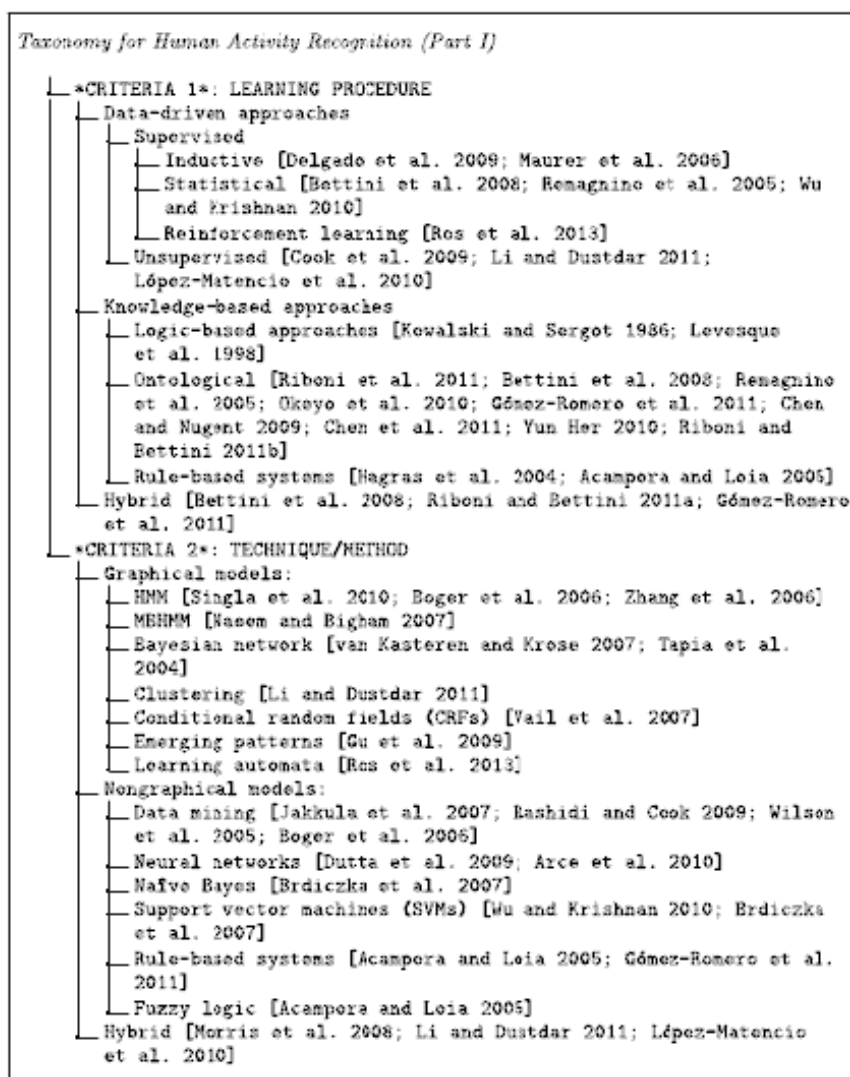 Taxonomy for Human Activity Recognition (Part I)
*CRITERIA 1*: LEARNING PROCEDURE
Data-driven approaches
Supervised
Inductive [Delgado et al. 2009; Maurer et al. 2006]
Statistical [Bettini et al. 2008; Remagnino et al. 2005; Wu
and Krishnan 2010]
Reinforcement learning [Ros et al. 2013]
Unsupervised [Cook et al. 2009; Li and Dustdar 2011;
López-Matencio et al. 2010]
Knowledge-based approaches
Logic-based approaches [Kowalski and Sergot 1986; Levesque
et al. 1998]
Ontological [Riboni et al. 2011; Bettini et al. 2008; Remagnino
et al. 2005; Okeyo et al. 2010; Gómez-Romero et al. 2011; Chen
and Nugent 2009; Chen et al. 2011; Yun Her 2010; Riboni and
Bettini 2011b]
Rule-based systems [Hagras et al. 2004; Acampora and Loia 2005]
Hybrid [Bettini et al. 2008; Riboni and Bettini 2011a; Gómez-Romero
et al. 2011]
*CRITERIA 2*: TECHNIQUE/METHOD
Graphical models:
HMM [Singla et al. 2010; Boger et al. 2006; Zhang et al. 2006]
MEHMM [Naeem and Bigham 2007]
Bayesian network [van Kasteren and Krose 2007; Tapia et al.
2004]
Clustering [Li and Dustdar 2011]
Conditional random fields (CRFs) [Vail et al. 2007]
Emerging patterns [Gu et al. 2009]
Learning automata [Ros et al. 2013]
Nongraphical models:
Data mining [Jakkula et al. 2007; Rashidi and Cook 2009; Wilson
et al. 2005; Boger et al. 2006]
Neural networks [Dutta et al. 2009; Arce et al. 2010]
Naïve Bayes [Brdiczka et al. 2007]
Support vector machines (SVMs) [Wu and Krishnan 2010; Brdiczka
et al. 2007]
Rule-based systems [Acampora and Loia 2005; Gómez-Romero et al.
2011]
Fuzzy logic [Acampora and Loia 2005]
Hybrid [Morris et al. 2008; Li and Dustdar 2011; López-Matencio
et al. 2010]